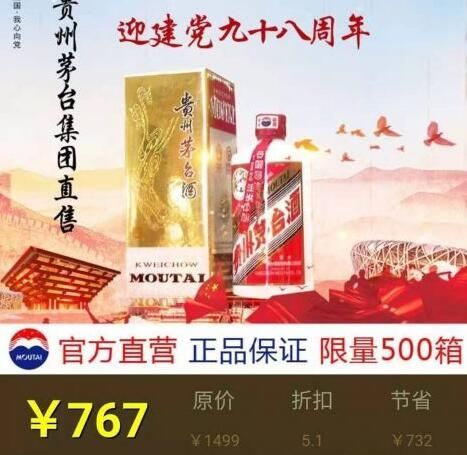 国·我心向党
迎建党九十八周年
贵州茅台集团直售
贵州茅台酒
KWEICHOW
MOUTAI
MOUTAI
贵州茅台酒
MOUTAI
官方直营 正品保证 限量500箱
￥767
原价 折扣 节省
￥1499 5.1 ￥732